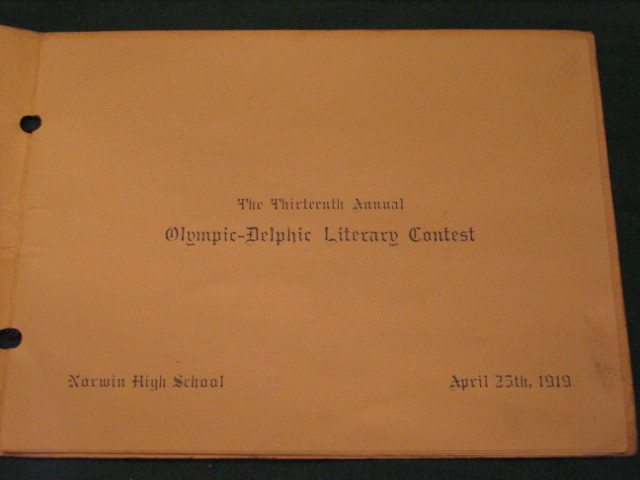 The Thirteenth Annual
Olympic-Delphic Literary Contest
Norwin High School
April 25th, 1919